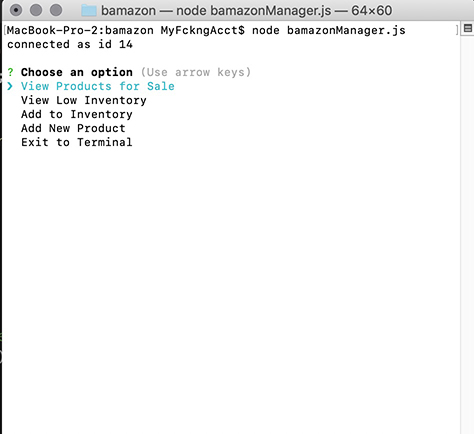 bamazon — node bamazonManager.js — 64×60
[MacBook-Pro-2:bamazon MyFckngAcct$ node bamazonManager.js ]
connected as id 14
? Choose an option (Use arrow keys)
❯ View Products for Sale
View Low Inventory
Add to Inventory
Add New Product
Exit to Terminal